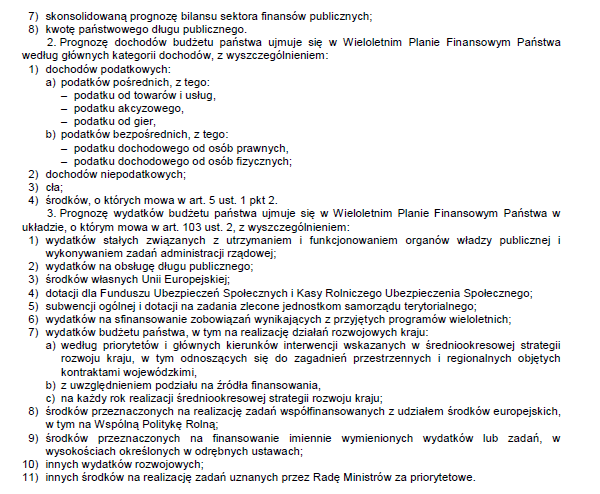 7) skonsolidowaną prognozę bilansu sektora finansów publicznych;
8) kwotę państwowego długu publicznego.
2. Prognozę dochodów budżetu państwa ujmuje się w Wieloletnim Planie Finansowym Państwa
według głównych kategorii dochodów, z wyszczególnieniem:
1) dochodów podatkowych:
a) podatków pośrednich, z tego:
– podatku od towarów i usług,
– podatku akcyzowego,
– podatku od gier,
b) podatków bezpośrednich, z tego:
– podatku dochodowego od osób prawnych,
– podatku dochodowego od osób fizycznych;
2) dochodów niepodatkowych;
3) cła;
4) środków, o których mowa w art. 5 ust. 1 pkt 2.
3. Prognozę wydatków budżetu państwa ujmuje się w Wieloletnim Planie Finansowym Państwa w
układzie, o którym mowa w art. 103 ust. 2, z wyszczególnieniem:
1) wydatków stałych związanych z utrzymaniem i funkcjonowaniem organów władzy publicznej i
wykonywaniem zadań administracji rządowej;
2) wydatków na obsługę długu publicznego;
3) środków własnych Unii Europejskiej;
4) dotacji dla Funduszu Ubezpieczeń Społecznych i Kasy Rolniczego Ubezpieczenia Społecznego;
5) subwencji ogólnej i dotacji na zadania zlecone jednostkom samorządu terytorialnego;
6) wydatków na sfinansowanie zobowiązań wynikających z przyjętych programów wieloletnich;
7) wydatków budżetu państwa, w tym na realizację działań rozwojowych kraju:
a) według priorytetów i głównych kierunków interwencji wskazanych w średniookresowej strategii
rozwoju kraju, w tym odnoszących się do zagadnień przestrzennych i regionalnych objętych
kontraktami wojewódzkimi,
b) z uwzględnieniem podziału na źródła finansowania,
c) na każdy rok realizacji średniookresowej strategii rozwoju kraju;
8) środków przeznaczonych na realizację zadań współfinansowanych z udziałem środków europejskich,
w tym na Wspólną Politykę Rolną;
9) środków przeznaczonych na finansowanie imiennie wymienionych wydatków lub zadań, w
wysokościach określonych w odrębnych ustawach;
10) innych wydatków rozwojowych;
11) innych środków na realizację zadań uznanych przez Radę Ministrów za priorytetowe.